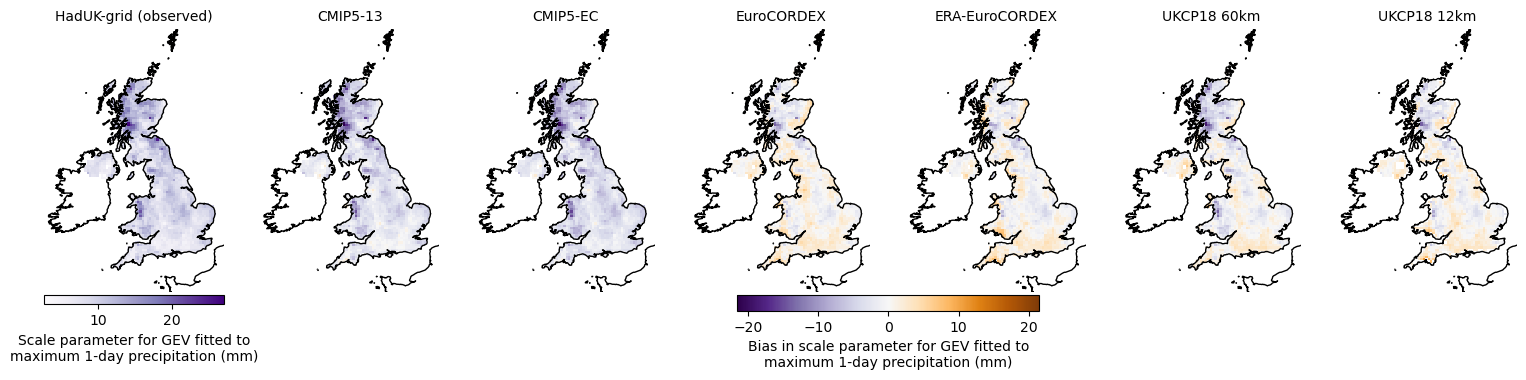 HadUK-grid (observed)
CMIP5-13
CMIP5-EC
EuroCORDEX
ERA-EuroCORDEX
UKCP18 60km
UKCP18 12km
10 20
Scale parameter for GEV fitted to
maximum 1-day precipitation (mm)
−20 −10 0 10 20
Bias in scale parameter for GEV fitted to
maximum 1-day precipitation (mm)